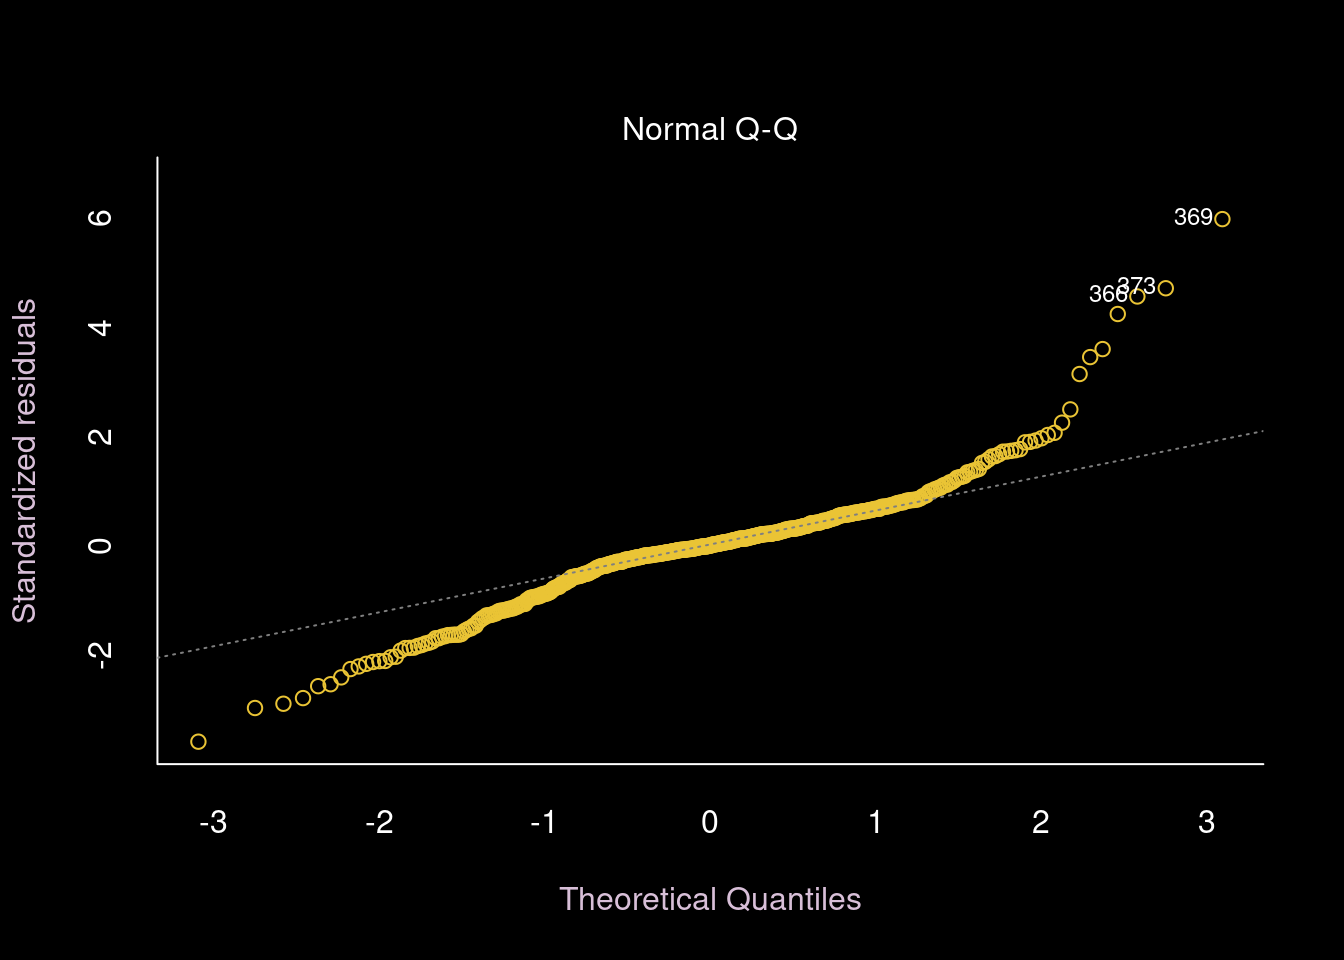 Normal Q-Q
Standardized residuals
6
4
2
0
-2
369
373
366
-3 -2 -1 0 1 2 3
Theoretical Quantiles